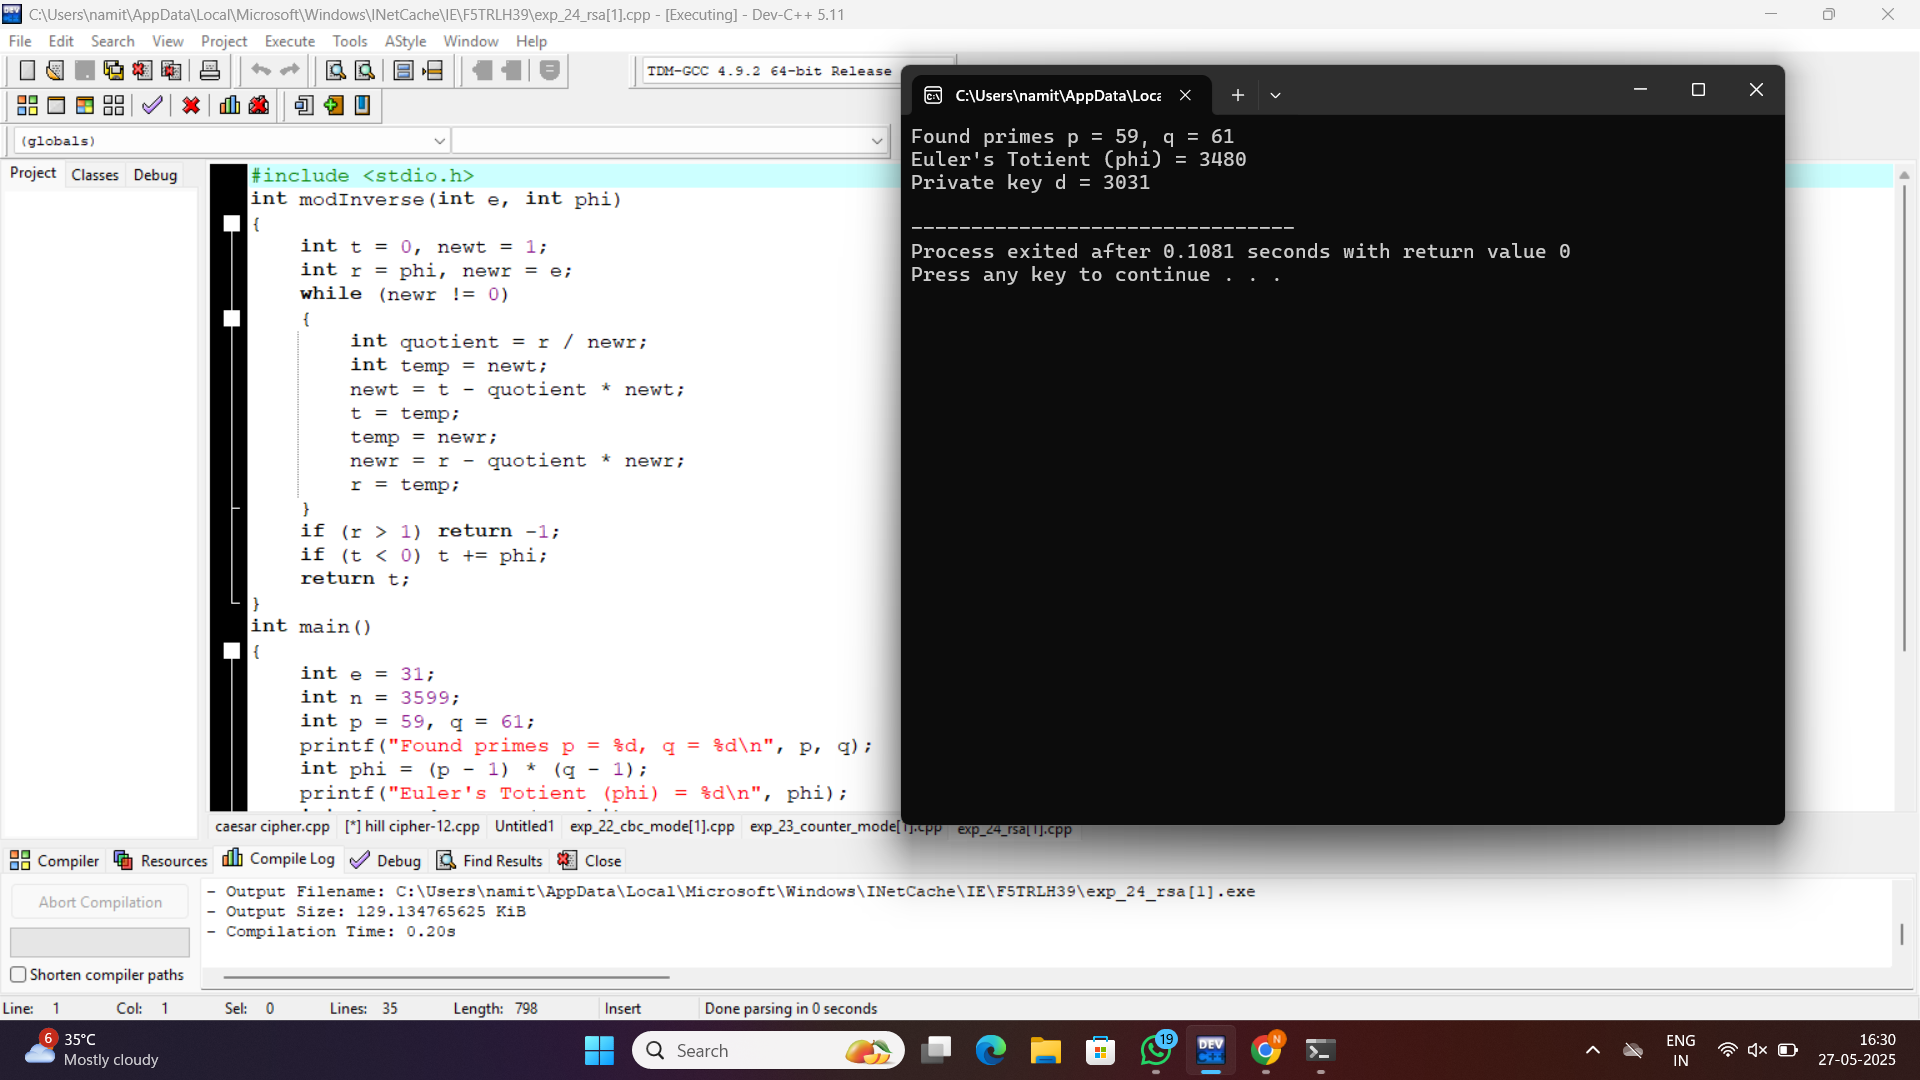 C:\Users\namit\AppData\Local\Microsoft\Windows\INetCache\IE\F5TRLH39\exp_24_rsa[1].cpp - [Executing] - Dev-C++ 5.11
File Edit Search View Project Execute Tools AStyle Window Help
TDM-GCC 4.9.2 64-bit Release
(globals)
Project Classes Debug
#include <stdio.h>
int modInverse(int e, int phi)
{
int t = 0, newt = 1;
int r = phi, newr = e;
while (newr != 0)
{
int quotient = r / newr;
int temp = newt;
newt = t - quotient * newt;
t = temp;
temp = newr;
newr = r - quotient * newr;
r = temp;
}
if (r > 1) return -1;
if (t < 0) t += phi;
return t;
}
int main()
{
int e = 31;
int n = 3599;
int p = 59, q = 61;
printf("Found primes p = %d, q = %d\n", p, q);
int phi = (p - 1) * (q - 1);
printf("Euler's Totient (phi) = %d\n", phi);
C:\Users\namit\AppData\Loca
Found primes p = 59, q = 61
Euler's Totient (phi) = 3480
Private key d = 3031
--------------------------------
Process exited after 0.1081 seconds with return value 0
Press any key to continue . . .
caesar cipher.cpp [*] hill cipher-12.cpp Untitled1 exp_22_cbc_mode[1].cpp exp_23_counter_mode[1].cpp exp_24_rsa[1].cpp
Compiler Resources Compile Log Debug Find Results Close
Abort Compilation
Shorten compiler paths
- Output Filename: C:\Users\namit\AppData\Local\Microsoft\Windows\INetCache\IE\F5TRLH39\exp_24_rsa[1].exe
- Output Size: 129.134765625 KiB
- Compilation Time: 0.20s
Line: 1 Col: 1 Sel: 0 Lines: 35 Length: 798 Insert Done parsing in 0 seconds
6
35°C
Mostly cloudy
Search
19
DEV
N
ENG
IN
16:30
27-05-2025